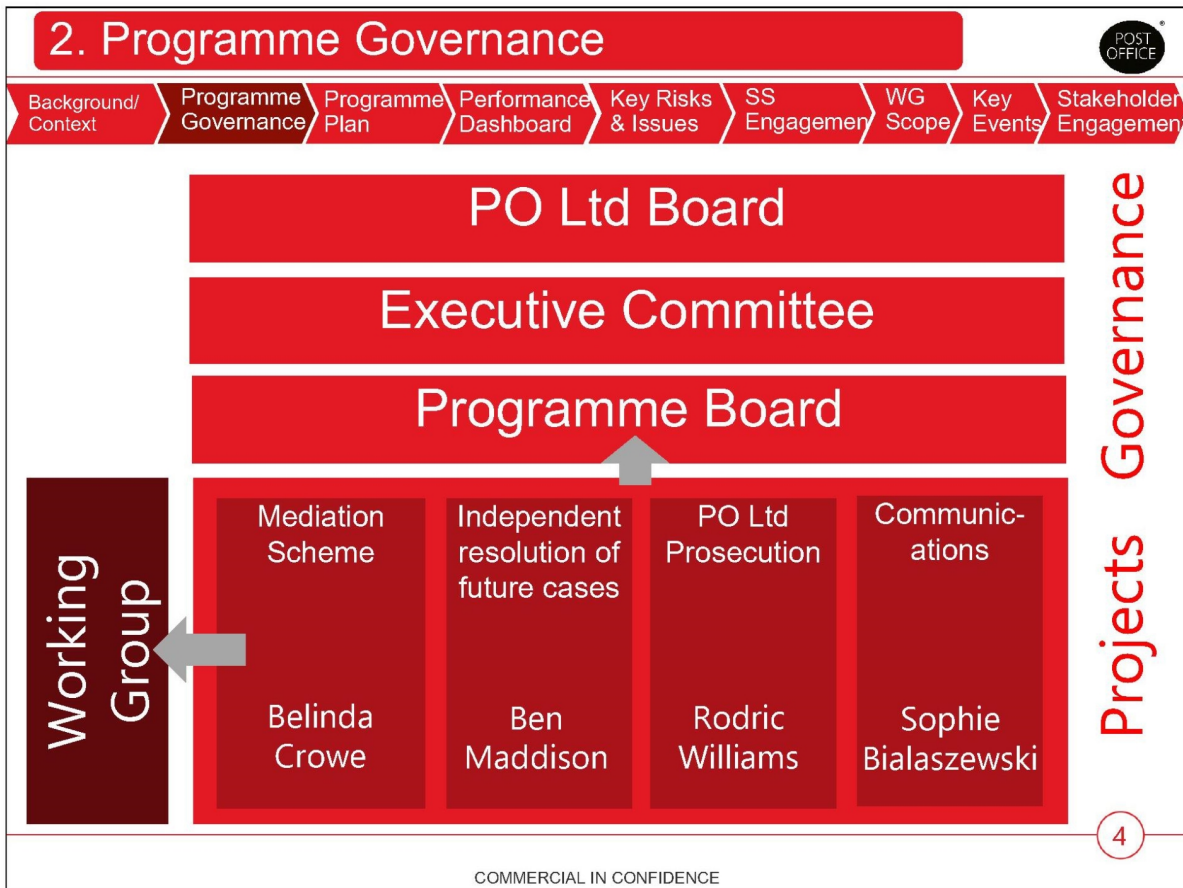 2. Programme Governance
POST
OFFICE
®
Background/
Context
Programme
Governance
Programme
Plan
Performance
Dashboard
Key Risks
& Issues
SS
Engagemen
WG
Scope
Key
Events
Stakeholder
Engagement
PO Ltd Board
Executive Committee
Programme Board
Governance
Working
Group
Mediation
Scheme
Belinda
Crowe
Independent
resolution of
future cases
Ben
Maddison
PO Ltd
Prosecution
Rodric
Williams
Communic-
ations
Sophie
Bialaszewski
Projects
4
COMMERCIAL IN CONFIDENCE